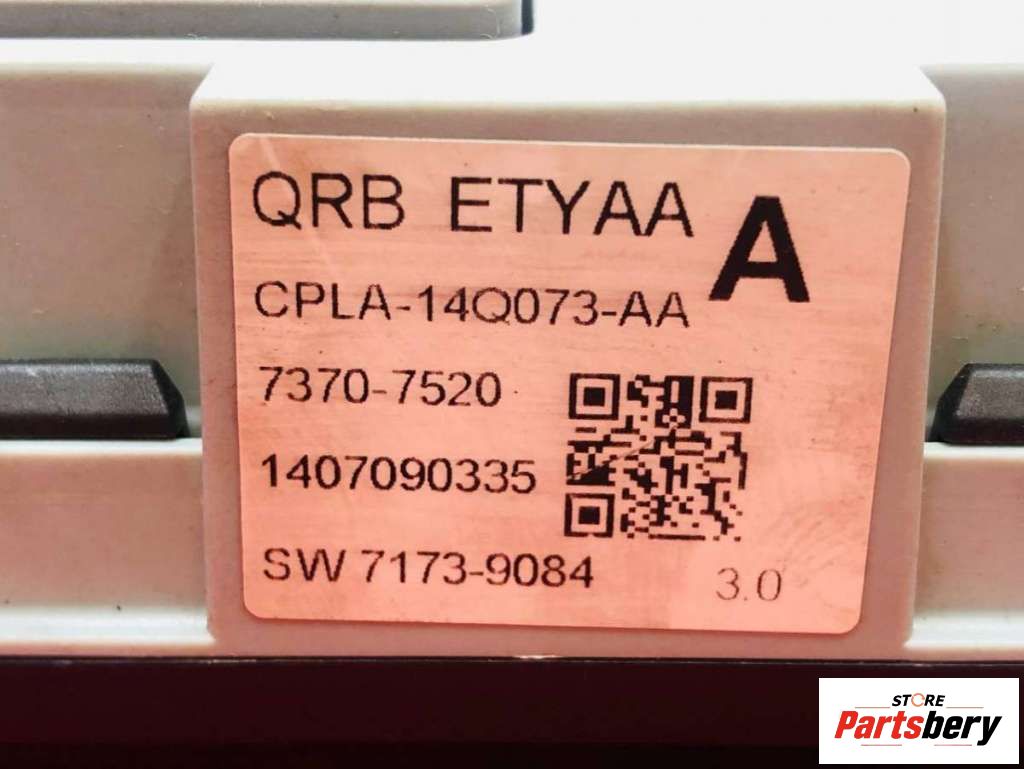 QRB ETYAA
A
CPLA-14Q073-AA
7370-7520
1407090335
SW 7173-9084
3.0
STORE
Partsbery